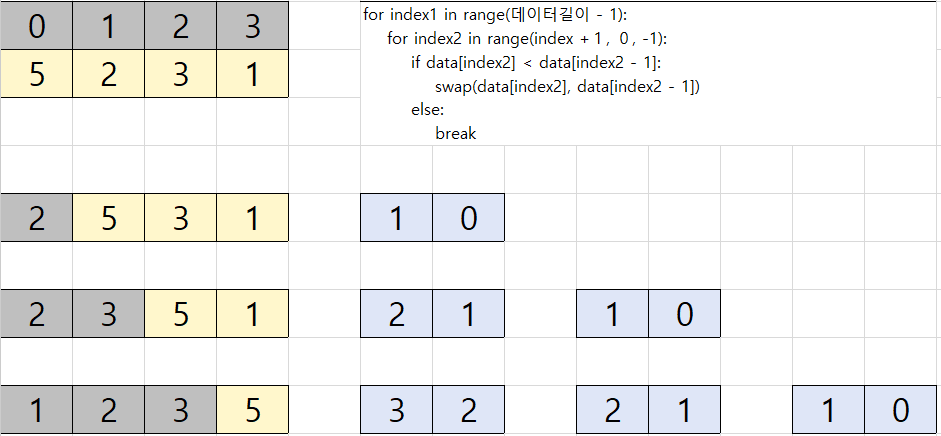 0 1 2 3
5 2 3 1
for index1 in range(데이터길이 - 1):
for index2 in range(index + 1, 0, -1):
if data[index2] < data[index2 - 1]:
swap(data[index2], data[index2 - 1])
else:
break
2 5 3 1 1 0
2 3 5 1 2 1 1 0
1 2 3 5 3 2 2 1 1 0